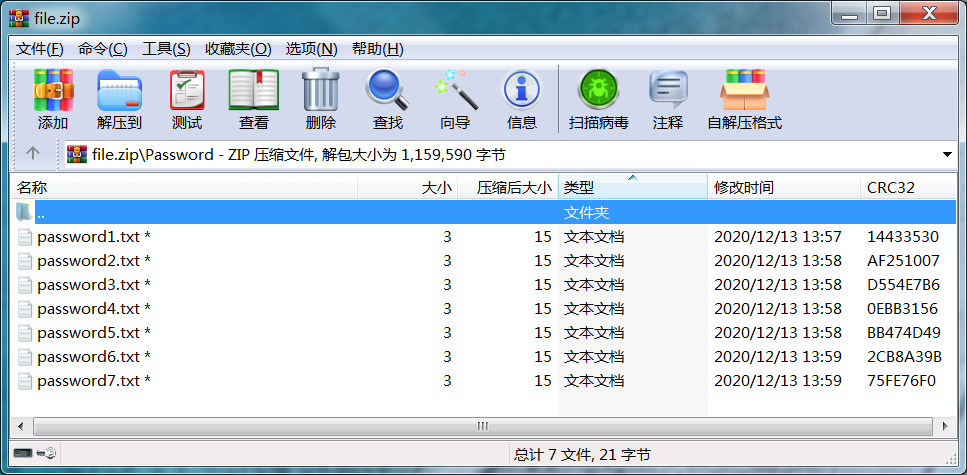 file.zip
文件(F) 命令(C) 工具(S) 收藏夹(O) 选项(N) 帮助(H)
添加 解压到 测试 查看 删除 查找 向导 信息 扫描病毒 注释 自解压格式
file.zip\Password - ZIP 压缩文件, 解包大小为 1,159,590 字节
名称 大小 压缩后大小 类型 修改时间 CRC32
.. 文件夹
password1.txt * 3 15 文本文档 2020/12/13 13:57 14433530
password2.txt * 3 15 文本文档 2020/12/13 13:58 AF251007
password3.txt * 3 15 文本文档 2020/12/13 13:58 D554E7B6
password4.txt * 3 15 文本文档 2020/12/13 13:58 0EBB3156
password5.txt * 3 15 文本文档 2020/12/13 13:58 BB474D49
password6.txt * 3 15 文本文档 2020/12/13 13:59 2CB8A39B
password7.txt * 3 15 文本文档 2020/12/13 13:59 75FE76F0
总计 7 文件, 21 字节